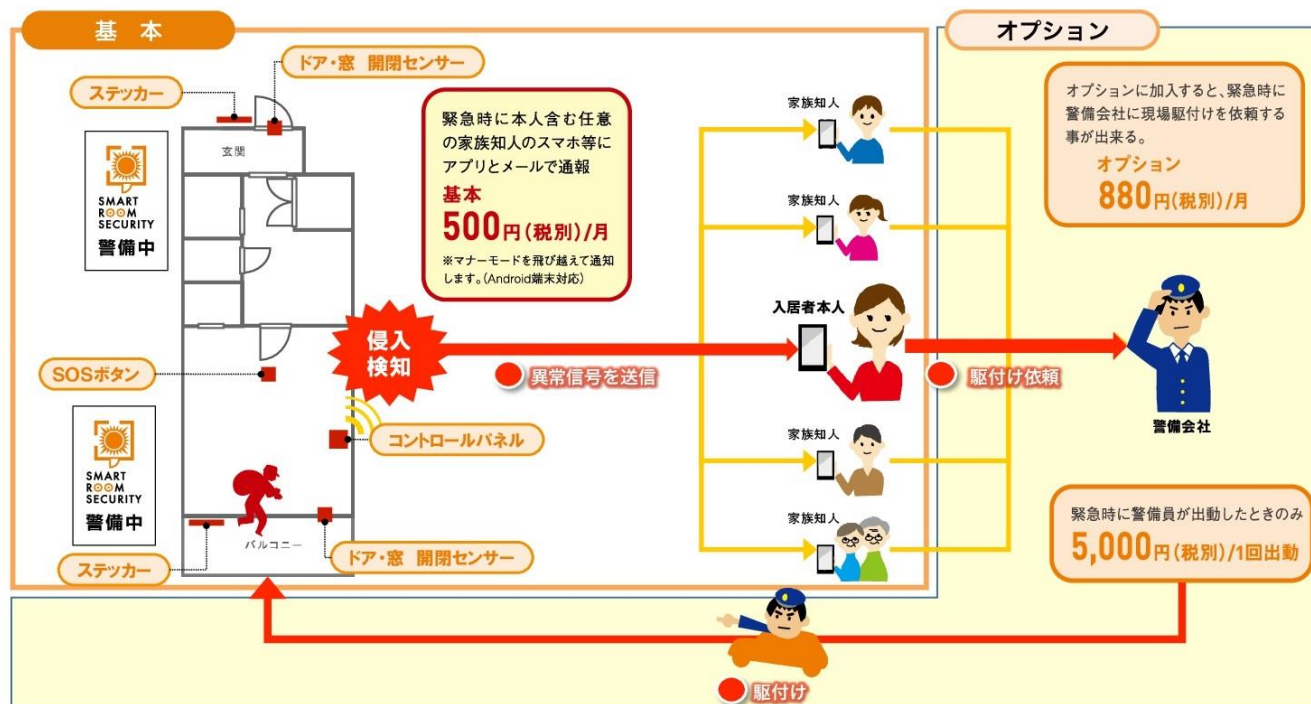 基 本
オプション
ドア・窓 開閉センサー
ステッカー
玄関
SMART
ROOM
SECURITY
警備中
緊急時に本人含む任意
の家族知人のスマホ等に
アプリとメールで通報
基本
500円(税別)/月
※マナーモードを飛び越えて通知
します。(Android端末対応)
家族知人
家族知人
入居者本人
家族知人
家族知人
オプションに加入すると、緊急時に
警備会社に現場駆付けを依頼する
事が出来る。
オプション
880円(税別)/月
侵入
検知
異常信号を送信
駆付け依頼
警備会社
SOSボタン
コントロールパネル
SMART
ROOM
SECURITY
警備中
バルコニー
ステッカー
ドア・窓 開閉センサー
緊急時に警備員が出動したときのみ
5,000円(税別)/1回出動
駆付け